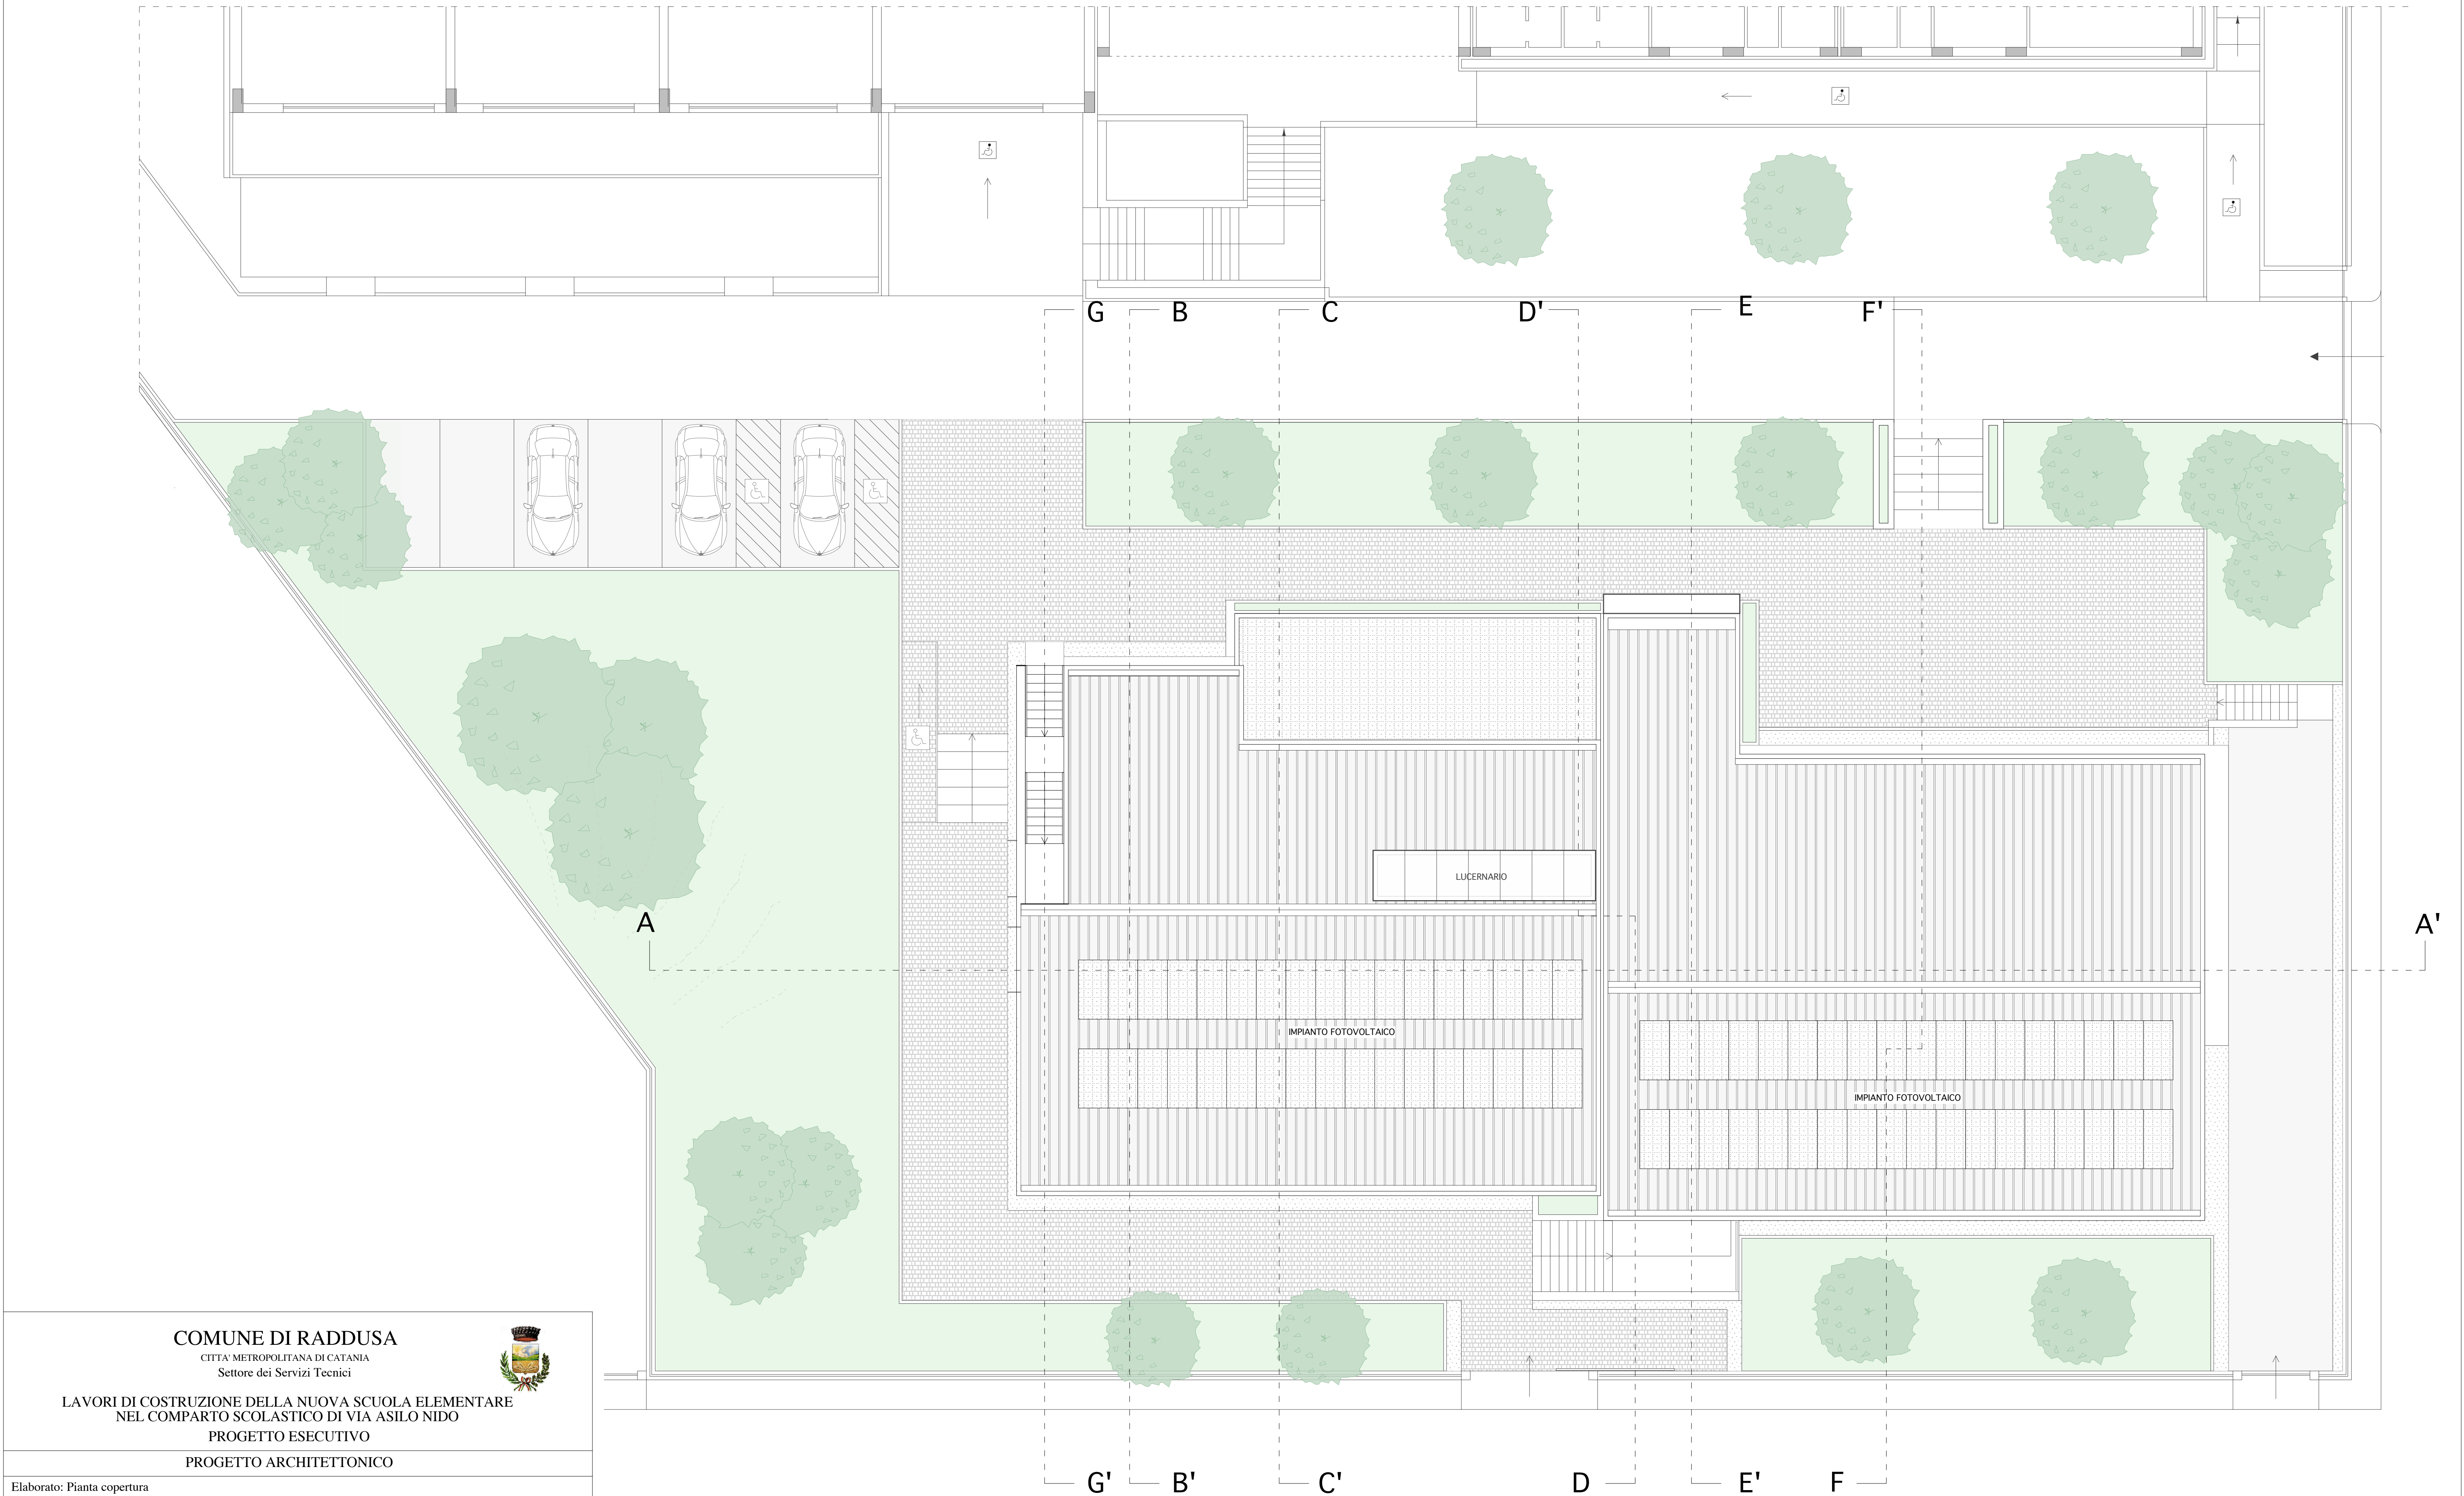 G
B
C
D'
E
F'
LUCERNARIO
A
A'
IMPIANTO FOTOVOLTAICO
IMPIANTO FOTOVOLTAICO
COMUNE DI RADDUSA
CITTA' METROPOLITANA DI CATANIA
Settore dei Servizi Tecnici
LAVORI DI COSTRUZIONE DELLA NUOVA SCUOLA ELEMENTARE
NEL COMPARTO SCOLASTICO DI VIA ASILO NIDO
PROGETTO ESECUTIVO
PROGETTO ARCHITETTONICO
Elaborato: Pianta copertura
G'
B'
C'
D
E'
F